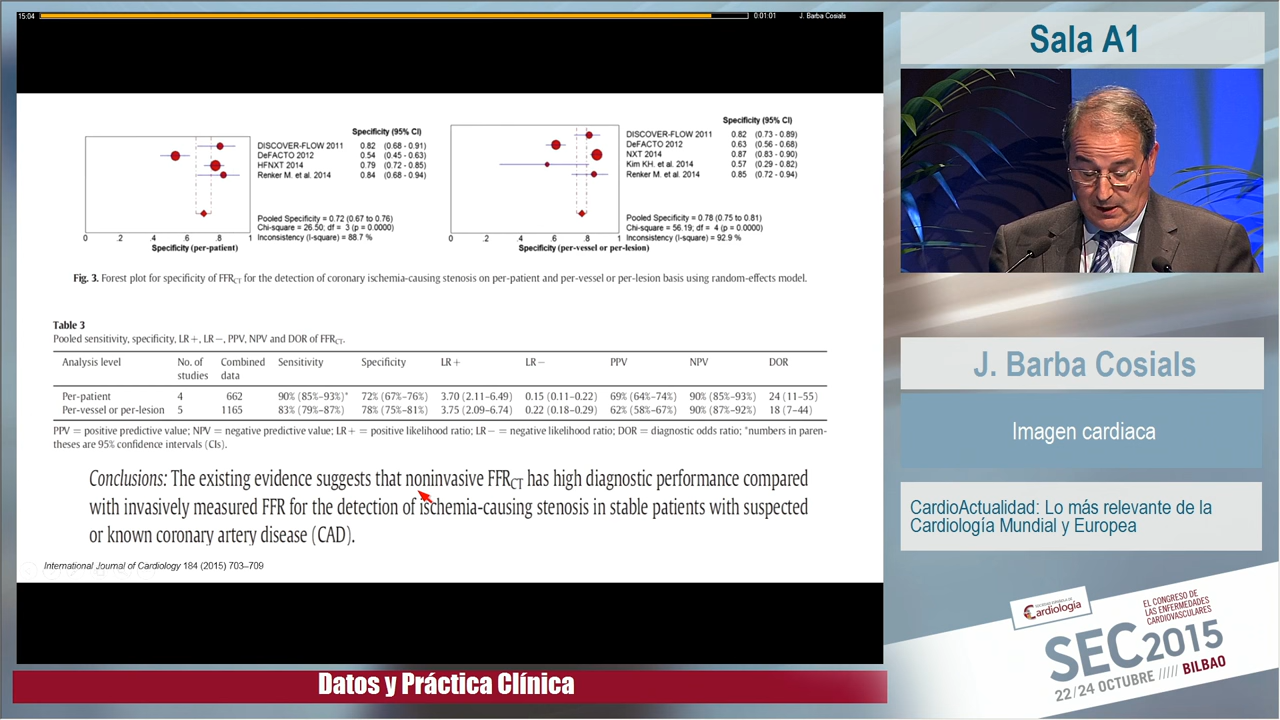 15:04
0:01:01
J. Barba Cosials
Specificity (95% CI)
DISCOVER-FLOW 2011 0.82 (0.68 - 0.91)
DeFACTO 2012 0.54 (0.45 - 0.63)
HFNXT 2014 0.79 (0.72 - 0.85)
Renker M. et al. 2014 0.84 (0.68 - 0.94)
Pooled Specificity = 0.72 (0.67 to 0.76)
Chi-square = 26.50; df = 3 (p = 0.0000)
Inconsistency (I-square) = 88.7 %
0 .2 .4 .6 .8 1
Specificity (per-patient)
Specificity (95% CI)
DISCOVER-FLOW 2011 0.82 (0.73 - 0.89)
DeFACTO 2012 0.63 (0.56 - 0.68)
NXT 2014 0.87 (0.83 - 0.90)
Kim KH. et al. 2014 0.57 (0.29 - 0.82)
Renker M. et al. 2014 0.85 (0.72 - 0.94)
Pooled Specificity = 0.78 (0.75 to 0.81)
Chi-square = 56.19; df = 4 (p = 0.0000)
Inconsistency (I-square) = 92.9 %
0 .2 .4 .6 .8 1
Specificity (per-vessel or per-lesion)
Fig. 3. Forest plot for specificity of FFRCT for the detection of coronary ischemia-causing stenosis on per-patient and per-vessel or per-lesion basis using random-effects model.
Table 3
Pooled sensitivity, specificity, LR+, LR−, PPV, NPV and DOR of FFRCT.
Analysis level No. of studies Combined data Sensitivity Specificity LR+ LR− PPV NPV DOR
Per-patient 4 662 90% (85%–93%)* 72% (67%–76%) 3.70 (2.11–6.49) 0.15 (0.11–0.22) 69% (64%–74%) 90% (85%–93%) 24 (11–55)
Per-vessel or per-lesion 5 1165 83% (79%–87%) 78% (75%–81%) 3.75 (2.09–6.74) 0.22 (0.18–0.29) 62% (58%–67%) 90% (87%–92%) 18 (7–44)
PPV = positive predictive value; NPV = negative predictive value; LR+ = positive likelihood ratio; LR− = negative likelihood ratio; DOR = diagnostic odds ratio; *numbers in paren-
theses are 95% confidence intervals (CIs).
Conclusions: The existing evidence suggests that noninvasive FFRCT has high diagnostic performance compared
with invasively measured FFR for the detection of ischemia-causing stenosis in stable patients with suspected
or known coronary artery disease (CAD).
International Journal of Cardiology 184 (2015) 703–709
Datos y Práctica Clínica
Sala A1
J. Barba Cosials
Imagen cardiaca
CardioActualidad: Lo más relevante de la
Cardiología Mundial y Europea
SOCIEDAD ESPAÑOLA DE
Cardiología
EL CONGRESO
DE LAS ENFERMEDADES
CARDIOVASCULARES
SEC2015
22/24 OCTUBRE ///// BILBAO